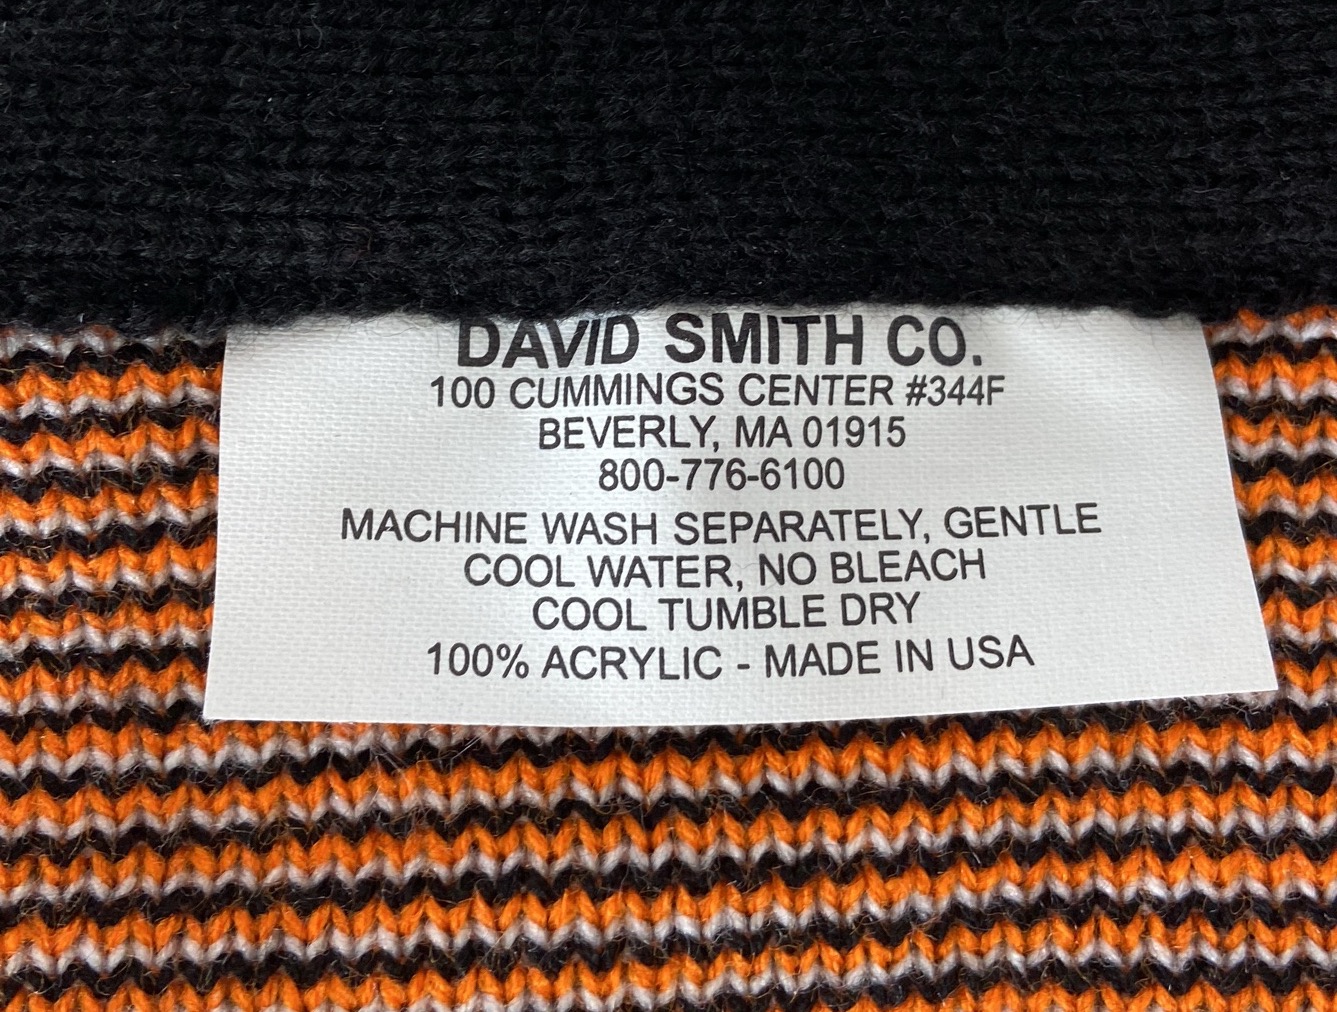 DAVID SMITH CO.
100 CUMMINGS CENTER #344F
BEVERLY, MA 01915
800-776-6100
MACHINE WASH SEPARATELY, GENTLE
COOL WATER, NO BLEACH
COOL TUMBLE DRY
100% ACRYLIC - MADE IN USA